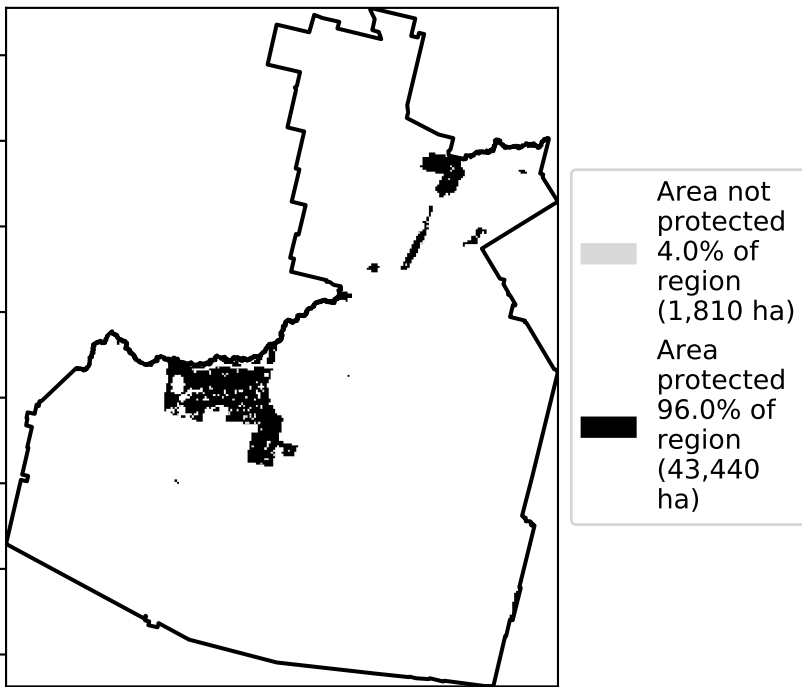 Area not
protected
4.0% of
region
(1,810 ha)
Area
protected
96.0% of
region
(43,440
ha)